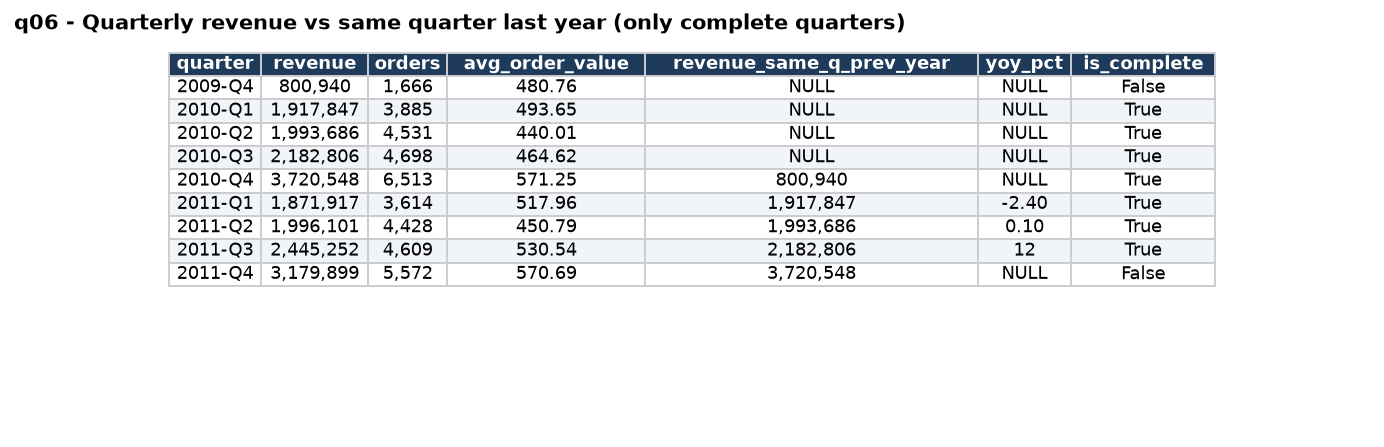 q06 - Quarterly revenue vs same quarter last year (only complete quarters)
quarter revenue orders avg_order_value revenue_same_q_prev_year yoy_pct is_complete
2009-Q4 800,940 1,666 480.76 NULL NULL False
2010-Q1 1,917,847 3,885 493.65 NULL NULL True
2010-Q2 1,993,686 4,531 440.01 NULL NULL True
2010-Q3 2,182,806 4,698 464.62 NULL NULL True
2010-Q4 3,720,548 6,513 571.25 800,940 NULL True
2011-Q1 1,871,917 3,614 517.96 1,917,847 -2.40 True
2011-Q2 1,996,101 4,428 450.79 1,993,686 0.10 True
2011-Q3 2,445,252 4,609 530.54 2,182,806 12 True
2011-Q4 3,179,899 5,572 570.69 3,720,548 NULL False